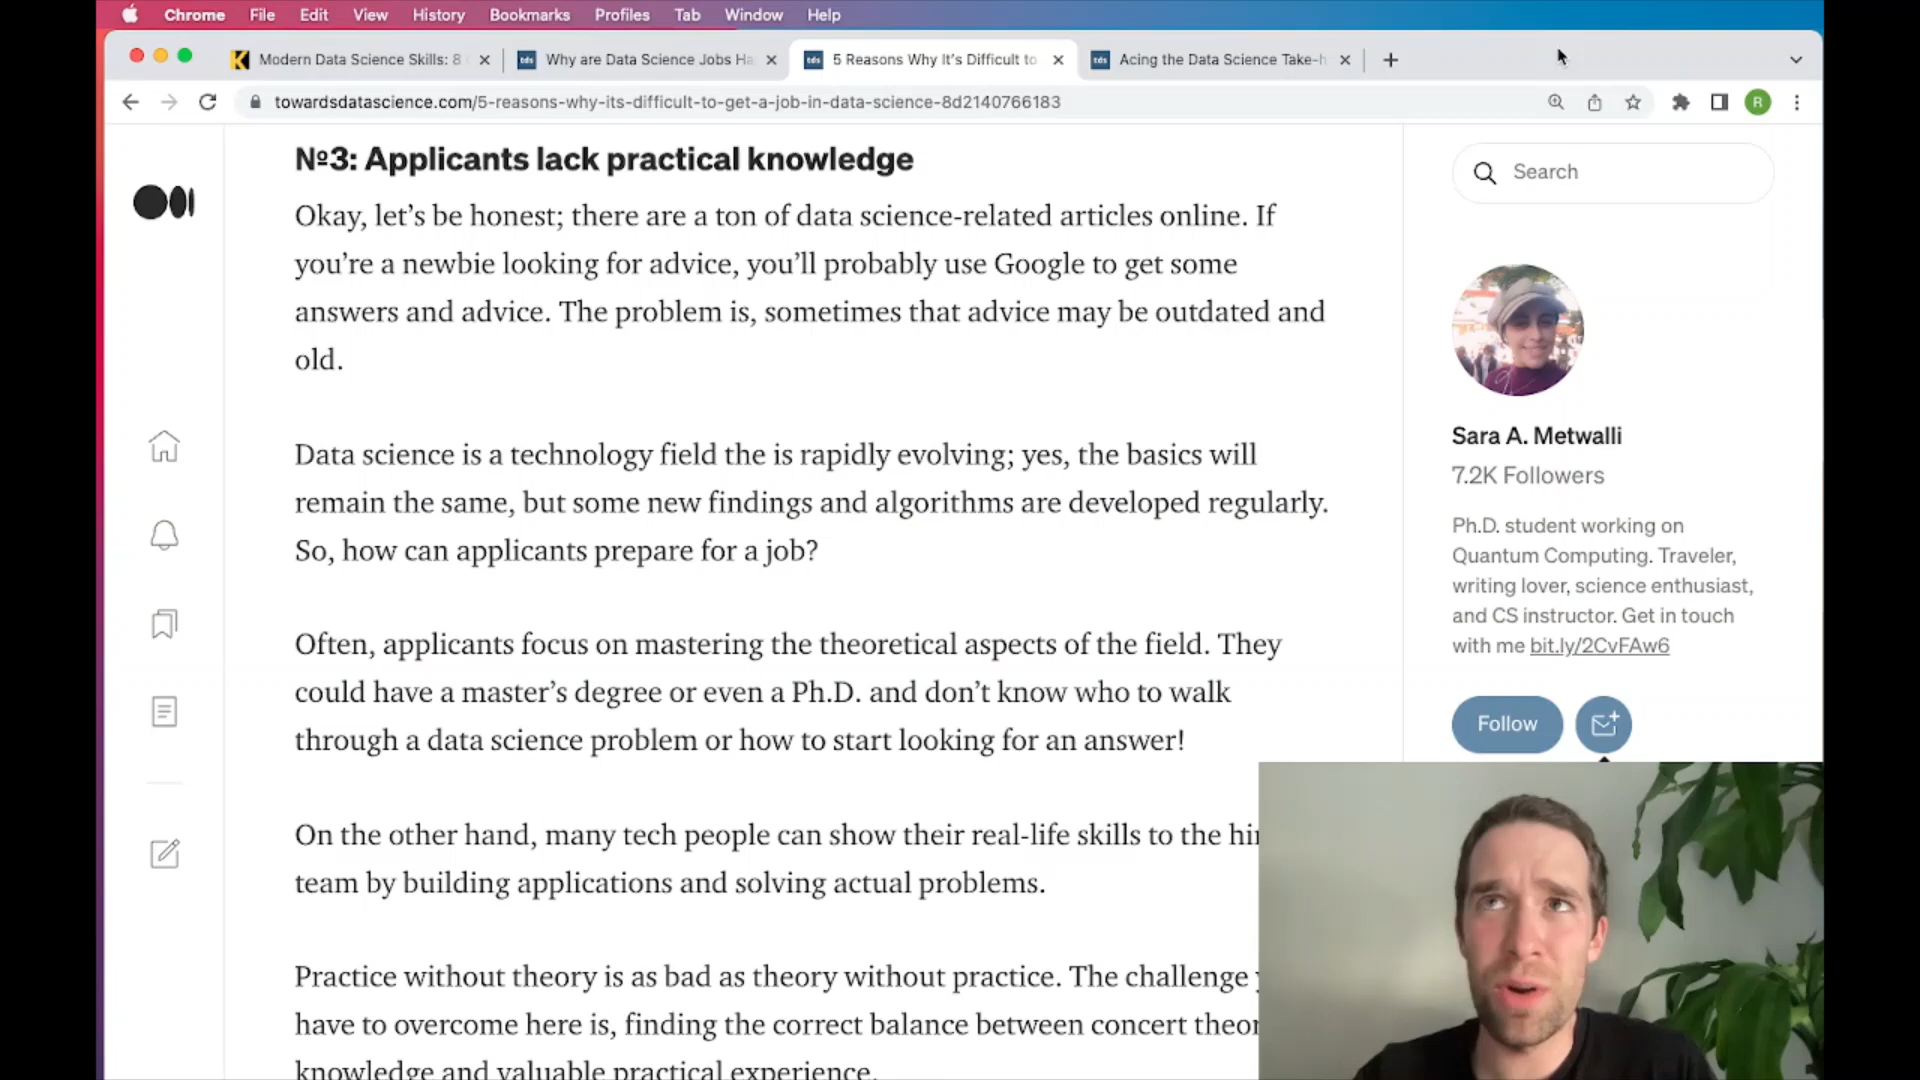 Chrome File Edit View History Bookmarks Profiles Tab Window Help
Modern Data Science Skills: 8
tds Why are Data Science Jobs Ha
tds 5 Reasons Why It's Difficult to
tds Acing the Data Science Take-h
towardsdatascience.com/5-reasons-why-its-difficult-to-get-a-job-in-data-science-8d2140766183
R
№3: Applicants lack practical knowledge
Okay, let's be honest; there are a ton of data science-related articles online. If
you're a newbie looking for advice, you'll probably use Google to get some
answers and advice. The problem is, sometimes that advice may be outdated and
old.
Data science is a technology field the is rapidly evolving; yes, the basics will
remain the same, but some new findings and algorithms are developed regularly.
So, how can applicants prepare for a job?
Often, applicants focus on mastering the theoretical aspects of the field. They
could have a master's degree or even a Ph.D. and don't know who to walk
through a data science problem or how to start looking for an answer!
On the other hand, many tech people can show their real-life skills to the
team by building applications and solving actual problems.
Practice without theory is as bad as theory without practice. The challenge
have to overcome here is, finding the correct balance between concert
knowledge and valuable practical experience.
Search
Sara A. Metwalli
7.2K Followers
Ph.D. student working on
Quantum Computing. Traveler,
writing lover, science enthusiast,
and CS instructor. Get in touch
with me bit.ly/2CvFAw6
Follow